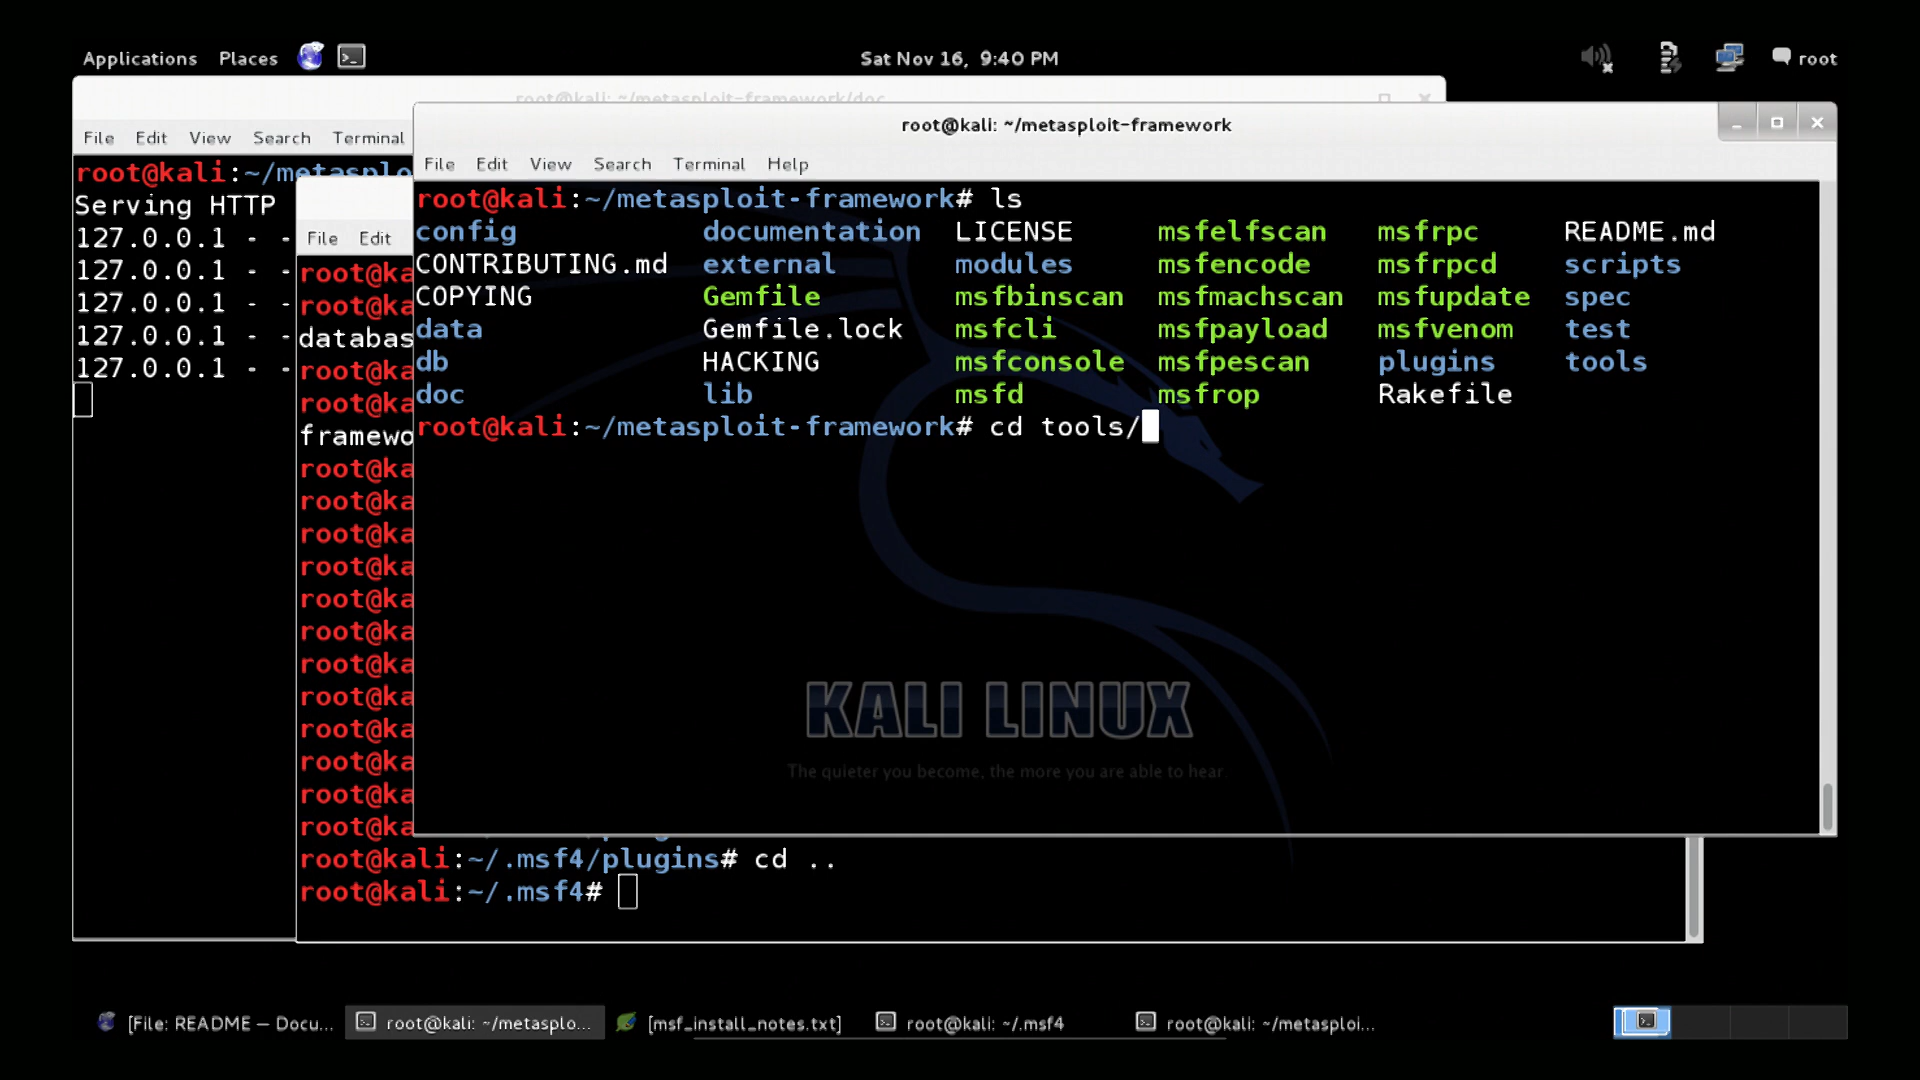 Applications Places
Sat Nov 16, 9:40 PM
root
root@kali: ~/metasploit-framework/doc
File Edit View Search Terminal
root@kali:~/metasplo
Serving HTTP
127.0.0.1 - -
127.0.0.1 - -
127.0.0.1 - -
127.0.0.1 - -
127.0.0.1 - -
File Edit
root@ka
root@ka
databas
root@ka
root@ka
framewo
root@ka
root@ka
root@ka
root@ka
root@ka
root@ka
root@ka
root@ka
root@ka
root@ka
root@ka
root@ka
root@kali:~/.msf4/plugins# cd ..
root@kali:~/.msf4#
root@kali: ~/metasploit-framework
File Edit View Search Terminal Help
root@kali:~/metasploit-framework# ls
config documentation LICENSE msfelfscan msfrpc README.md
CONTRIBUTING.md external modules msfencode msfrpcd scripts
COPYING Gemfile msfbinscan msfmachscan msfupdate spec
data Gemfile.lock msfcli msfpayload msfvenom test
db HACKING msfconsole msfpescan plugins tools
doc lib msfd msfrop Rakefile
root@kali:~/metasploit-framework# cd tools/
KALI LINUX
The quieter you become, the more you are able to hear.
[File: README – Docu... root@kali: ~/metasplo... [msf_install_notes.txt] root@kali: ~/.msf4 root@kali: ~/metasploi...